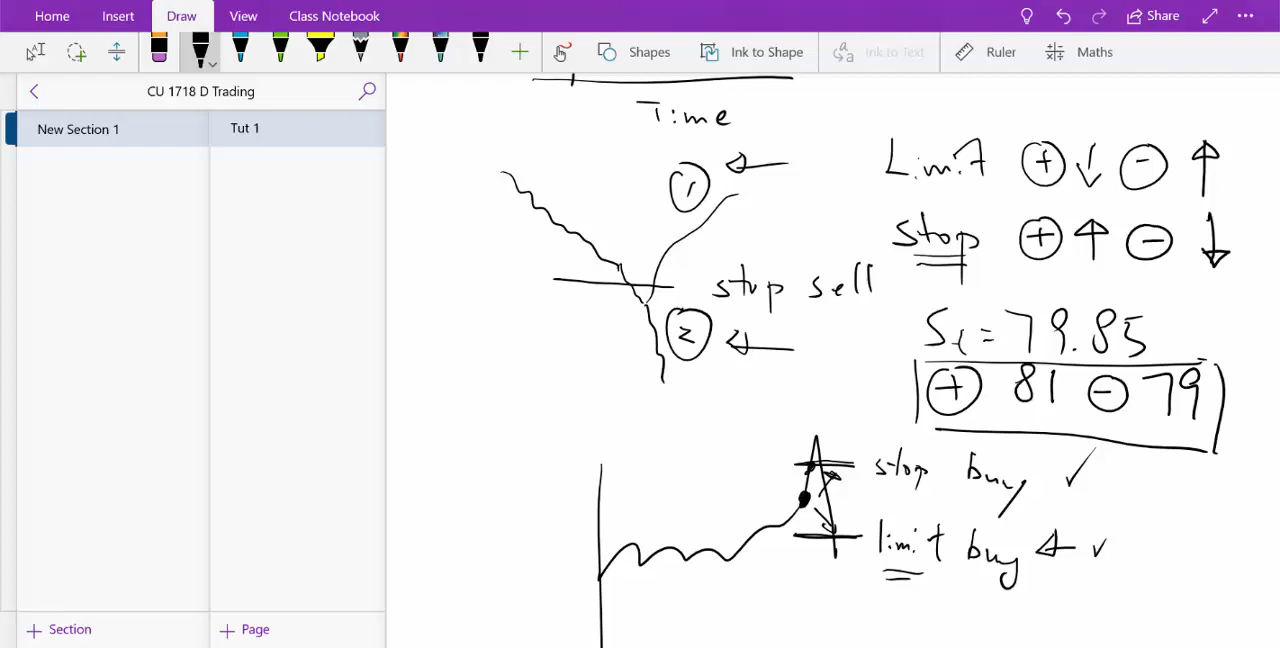 Home Insert Draw View Class Notebook Share
Shapes Ink to Shape Ink to Text Ruler Maths
CU 1718 D Trading
New Section 1 Tut 1
Time
Limit + ↓ - ↑
1
stop + ↑ - ↓
stop sell
2
St = 79.85
+ 81 - 79
stop buy ✓
limit buy ← ✓
+ Section + Page